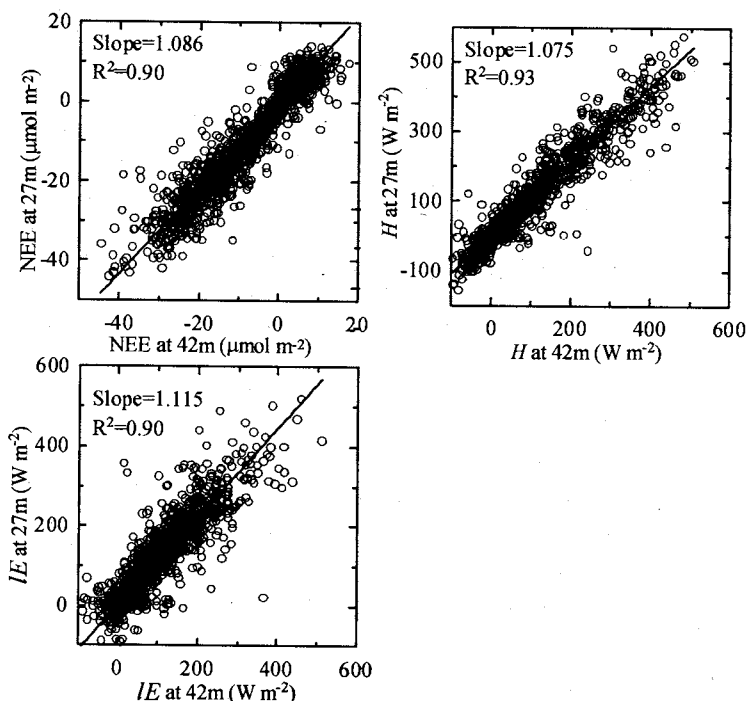 20
Slope=1.086
R²=0.90
0
-20
-40
NEE at 27m (μmol m⁻²)
-40
-20
0
20
NEE at 42m (μmol m⁻²)
500
Slope=1.075
R²=0.93
300
100
-100
H at 27m (W m⁻²)
0
200
400
600
H at 42m (W m⁻²)
600
Slope=1.115
R²=0.90
400
200
0
lE at 27m (W m⁻²)
0
200
400
600
lE at 42m (W m⁻²)